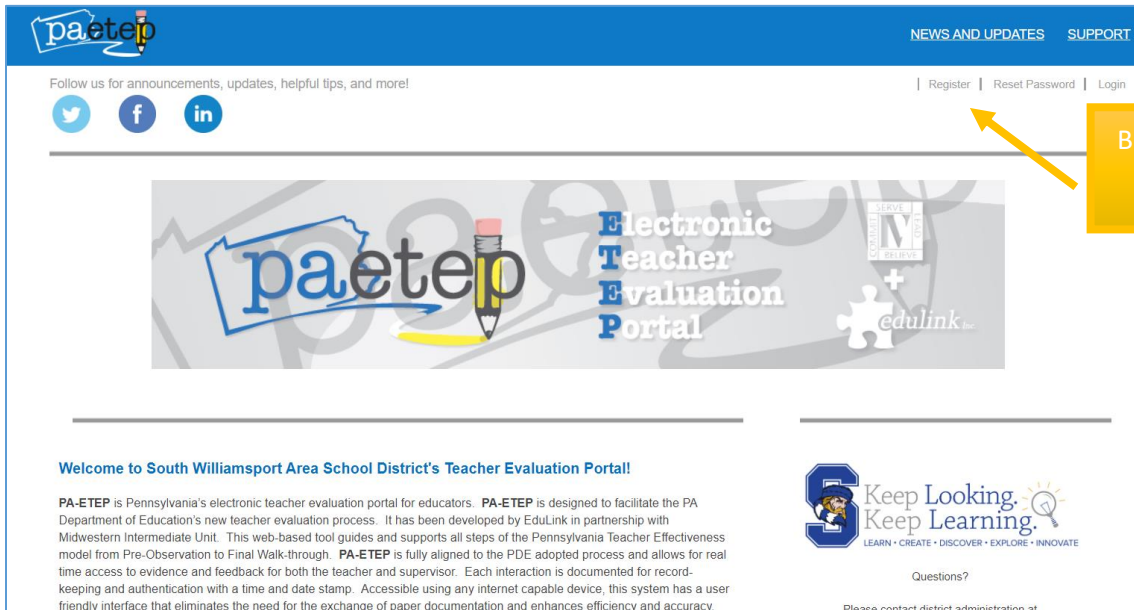 paetep
NEWS AND UPDATES SUPPORT
Follow us for announcements, updates, helpful tips, and more!
| Register | Reset Password | Login
f in
B
paetep
Electronic
Teacher
Evaluation
Portal
SERVE
COMMIT
LEAD
BELIEVE
IV
+
edulink Inc.
Welcome to South Williamsport Area School District's Teacher Evaluation Portal!
PA-ETEP is Pennsylvania's electronic teacher evaluation portal for educators. PA-ETEP is designed to facilitate the PA
Department of Education's new teacher evaluation process. It has been developed by EduLink in partnership with
Midwestern Intermediate Unit. This web-based tool guides and supports all steps of the Pennsylvania Teacher Effectiveness
model from Pre-Observation to Final Walk-through. PA-ETEP is fully aligned to the PDE adopted process and allows for real
time access to evidence and feedback for both the teacher and supervisor. Each interaction is documented for record-
keeping and authentication with a time and date stamp. Accessible using any internet capable device, this system has a user
friendly interface that eliminates the need for the exchange of paper documentation and enhances efficiency and accuracy.
S
Keep Looking.
Keep Learning.
LEARN • CREATE • DISCOVER • EXPLORE • INNOVATE
Questions?
Please contact district administration at